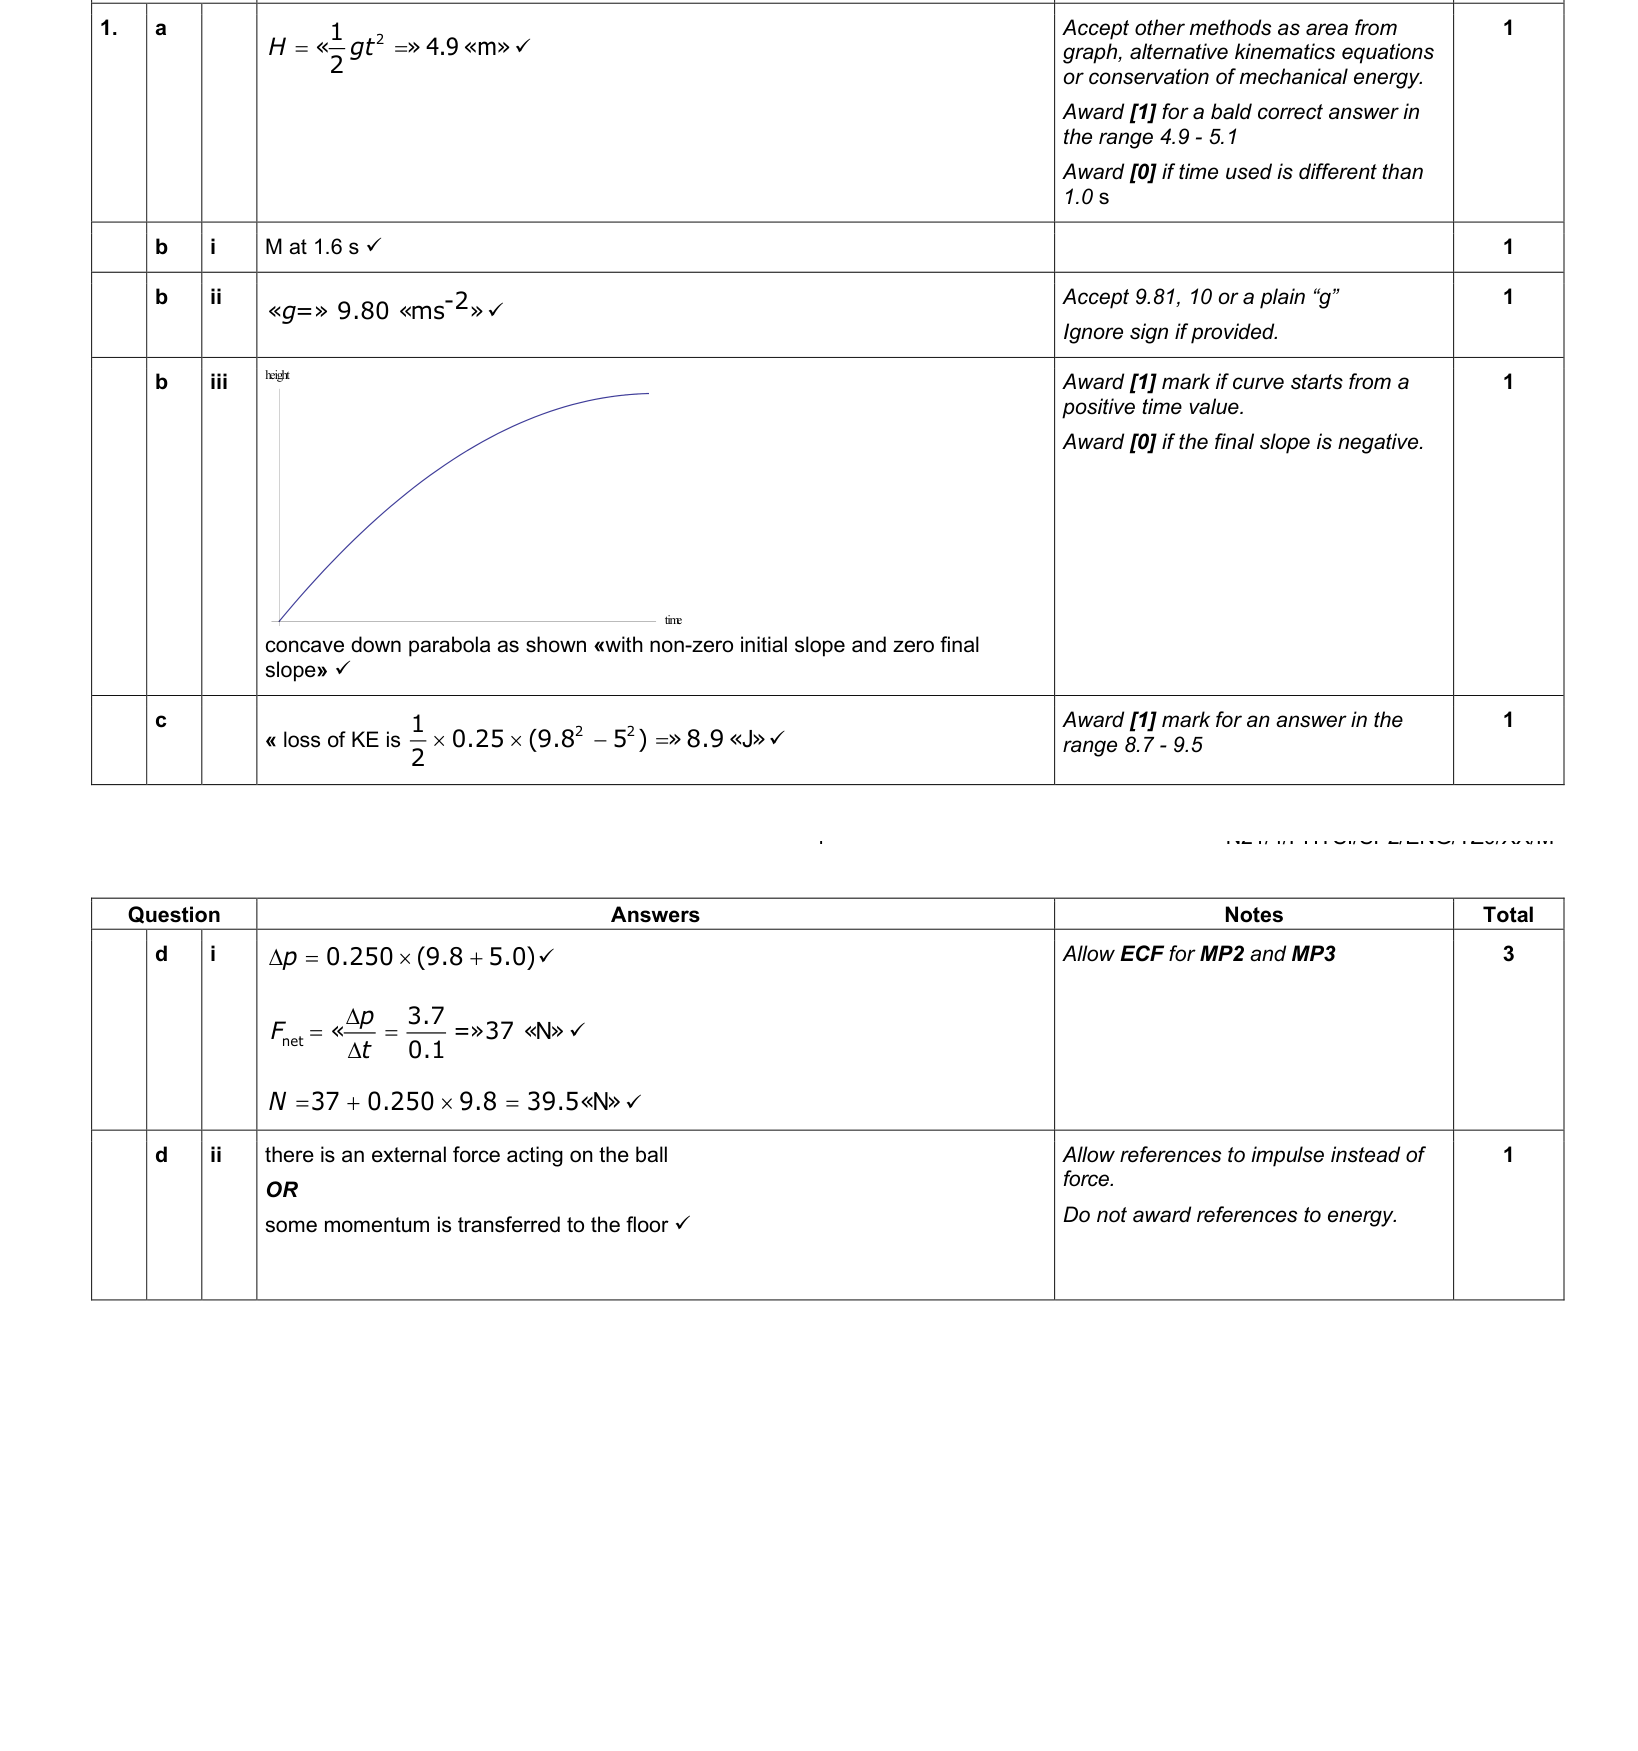 1. a H = «1/2 gt² =» 4.9 «m» ✓ 1
Accept other methods as area from
graph, alternative kinematics equations
or conservation of mechanical energy.
Award [1] for a bald correct answer in
the range 4.9 - 5.1
Award [0] if time used is different than
1.0 s
b i M at 1.6 s ✓ 1
b ii «g=» 9.80 «ms⁻²» ✓ 1
Accept 9.81, 10 or a plain “g”
Ignore sign if provided.
b iii 1
height
time
concave down parabola as shown «with non-zero initial slope and zero final
slope» ✓
Award [1] mark if curve starts from a
positive time value.
Award [0] if the final slope is negative.
c « loss of KE is 1/2 × 0.25 × (9.8² − 5²) =» 8.9 «J» ✓ 1
Award [1] mark for an answer in the
range 8.7 - 9.5
Question Answers Notes Total
d i Δp = 0.250 × (9.8 + 5.0) ✓ Allow ECF for MP2 and MP3 3
Fnet = «Δp/Δt = 3.7/0.1 =» 37 «N» ✓
N = 37 + 0.250 × 9.8 = 39.5 «N» ✓
d ii there is an external force acting on the ball 1
OR
some momentum is transferred to the floor ✓
Allow references to impulse instead of
force.
Do not award references to energy.